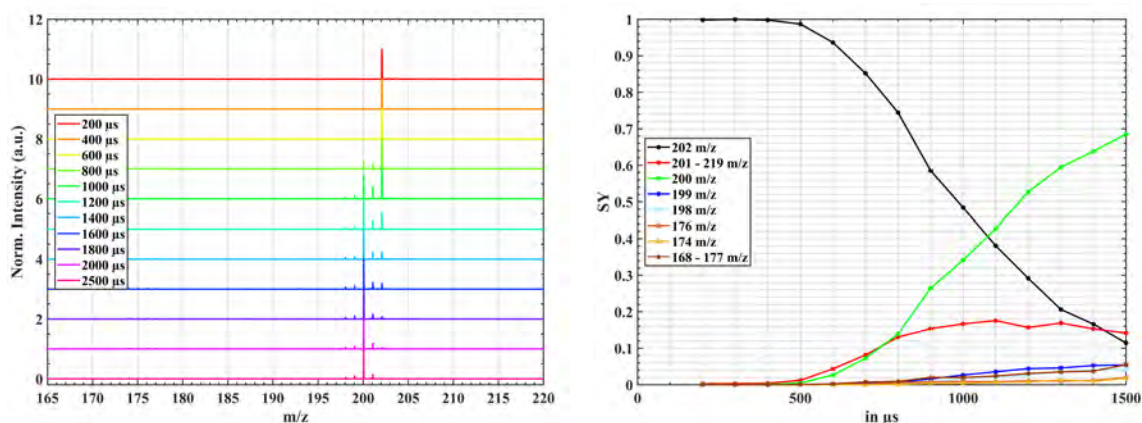 12
10
8
6
4
2
0
Norm. Intensity (a.u.)
200 µs
400 µs
600 µs
800 µs
1000 µs
1200 µs
1400 µs
1600 µs
1800 µs
2000 µs
2500 µs
165 170 175 180 185 190 195 200 205 210 215 220
m/z
1
0.9
0.8
0.7
0.6
0.5
0.4
0.3
0.2
0.1
0
SY
202 m/z
201 - 219 m/z
200 m/z
199 m/z
198 m/z
176 m/z
174 m/z
168 - 177 m/z
0 500 1000 1500
in µs